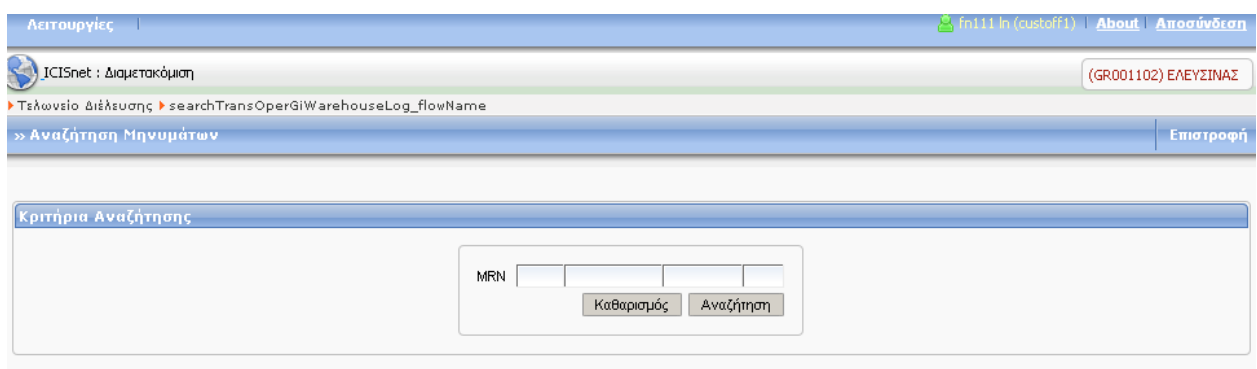 Λειτουργίες | fn111 ln (custoff1) | About | Αποσύνδεση
ICISnet : Διαμετακόμιση (GR001102) ΕΛΕΥΣΙΝΑΣ
Τελωνείο Διέλευσης searchTransOperGiWarehouseLog_flowName
» Αναζήτηση Μηνυμάτων Επιστροφή
Κριτήρια Αναζήτησης
MRN
Καθαρισμός Αναζήτηση